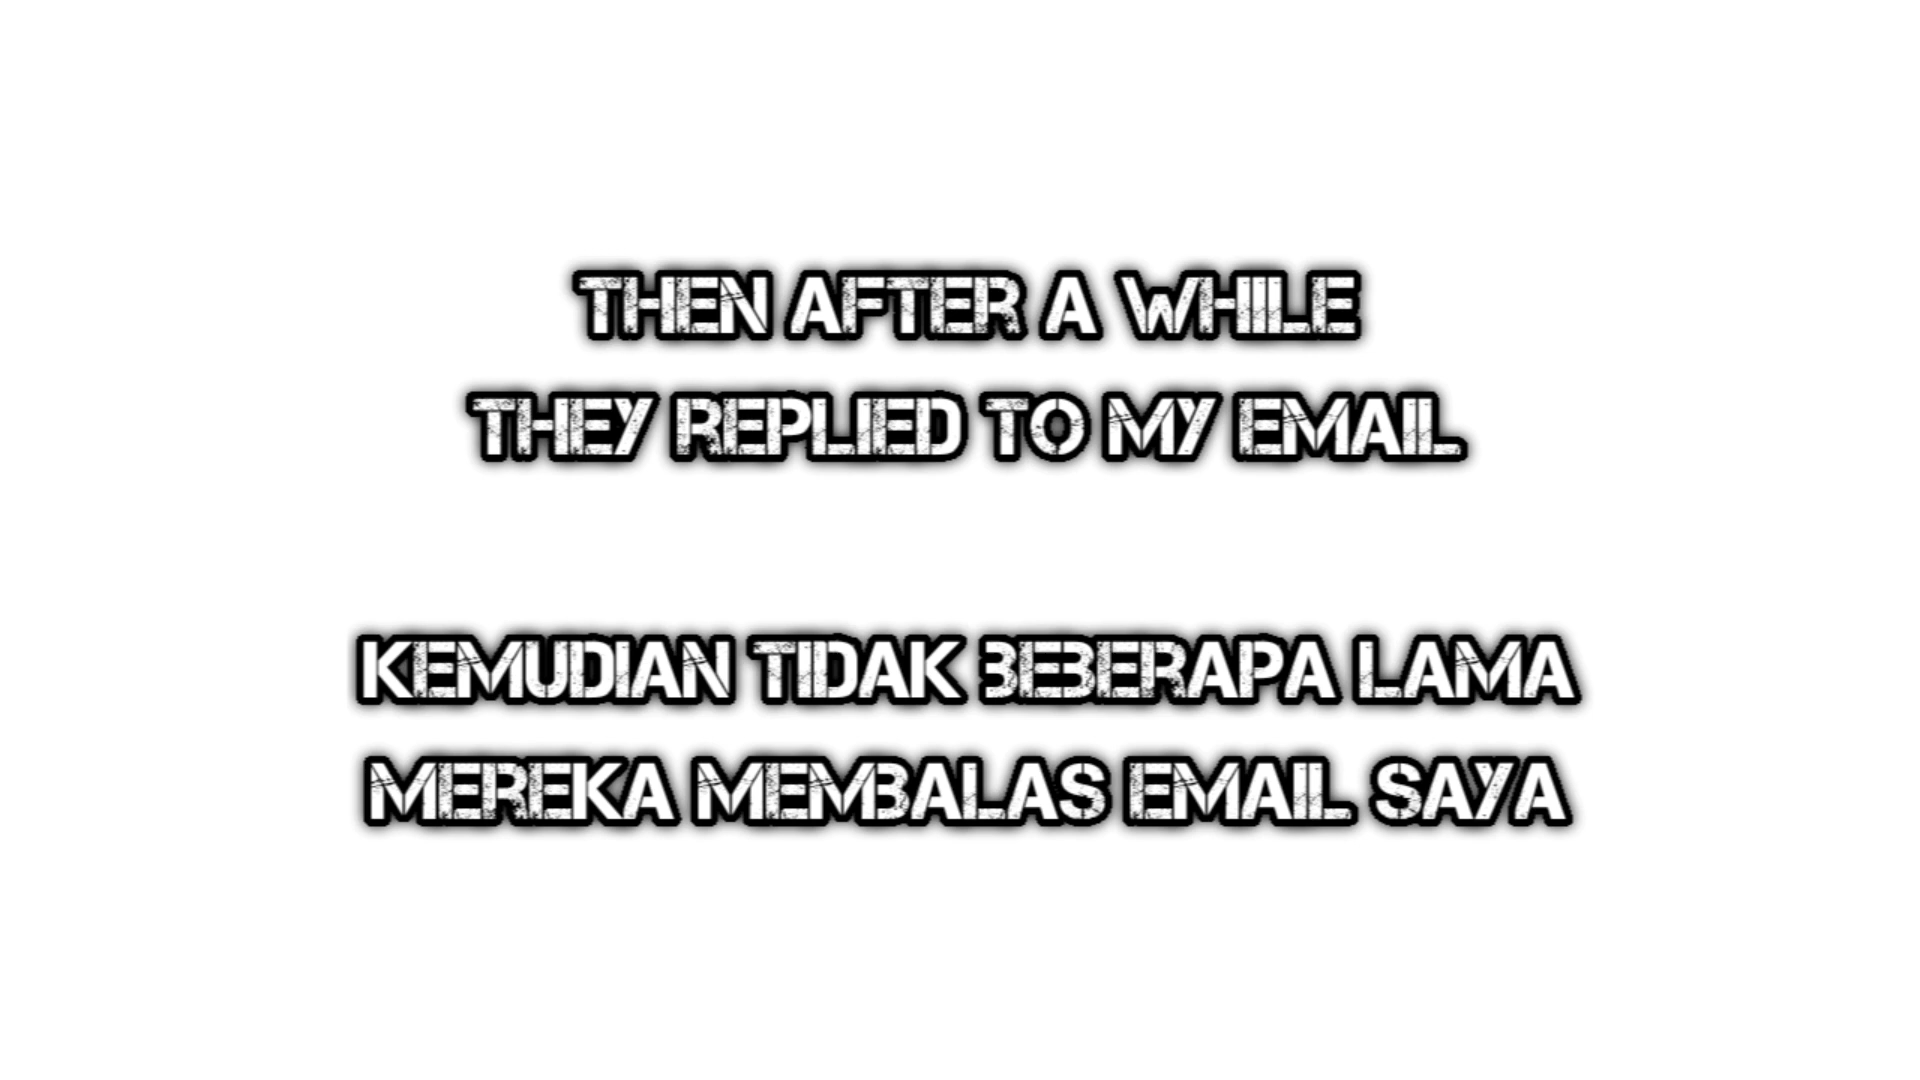 THEN AFTER A WHILE
THEY REPLIED TO MY EMAIL
KEMUDIAN TIDAK BEBERAPA LAMA
MEREKA MEMBALAS EMAIL SAYA